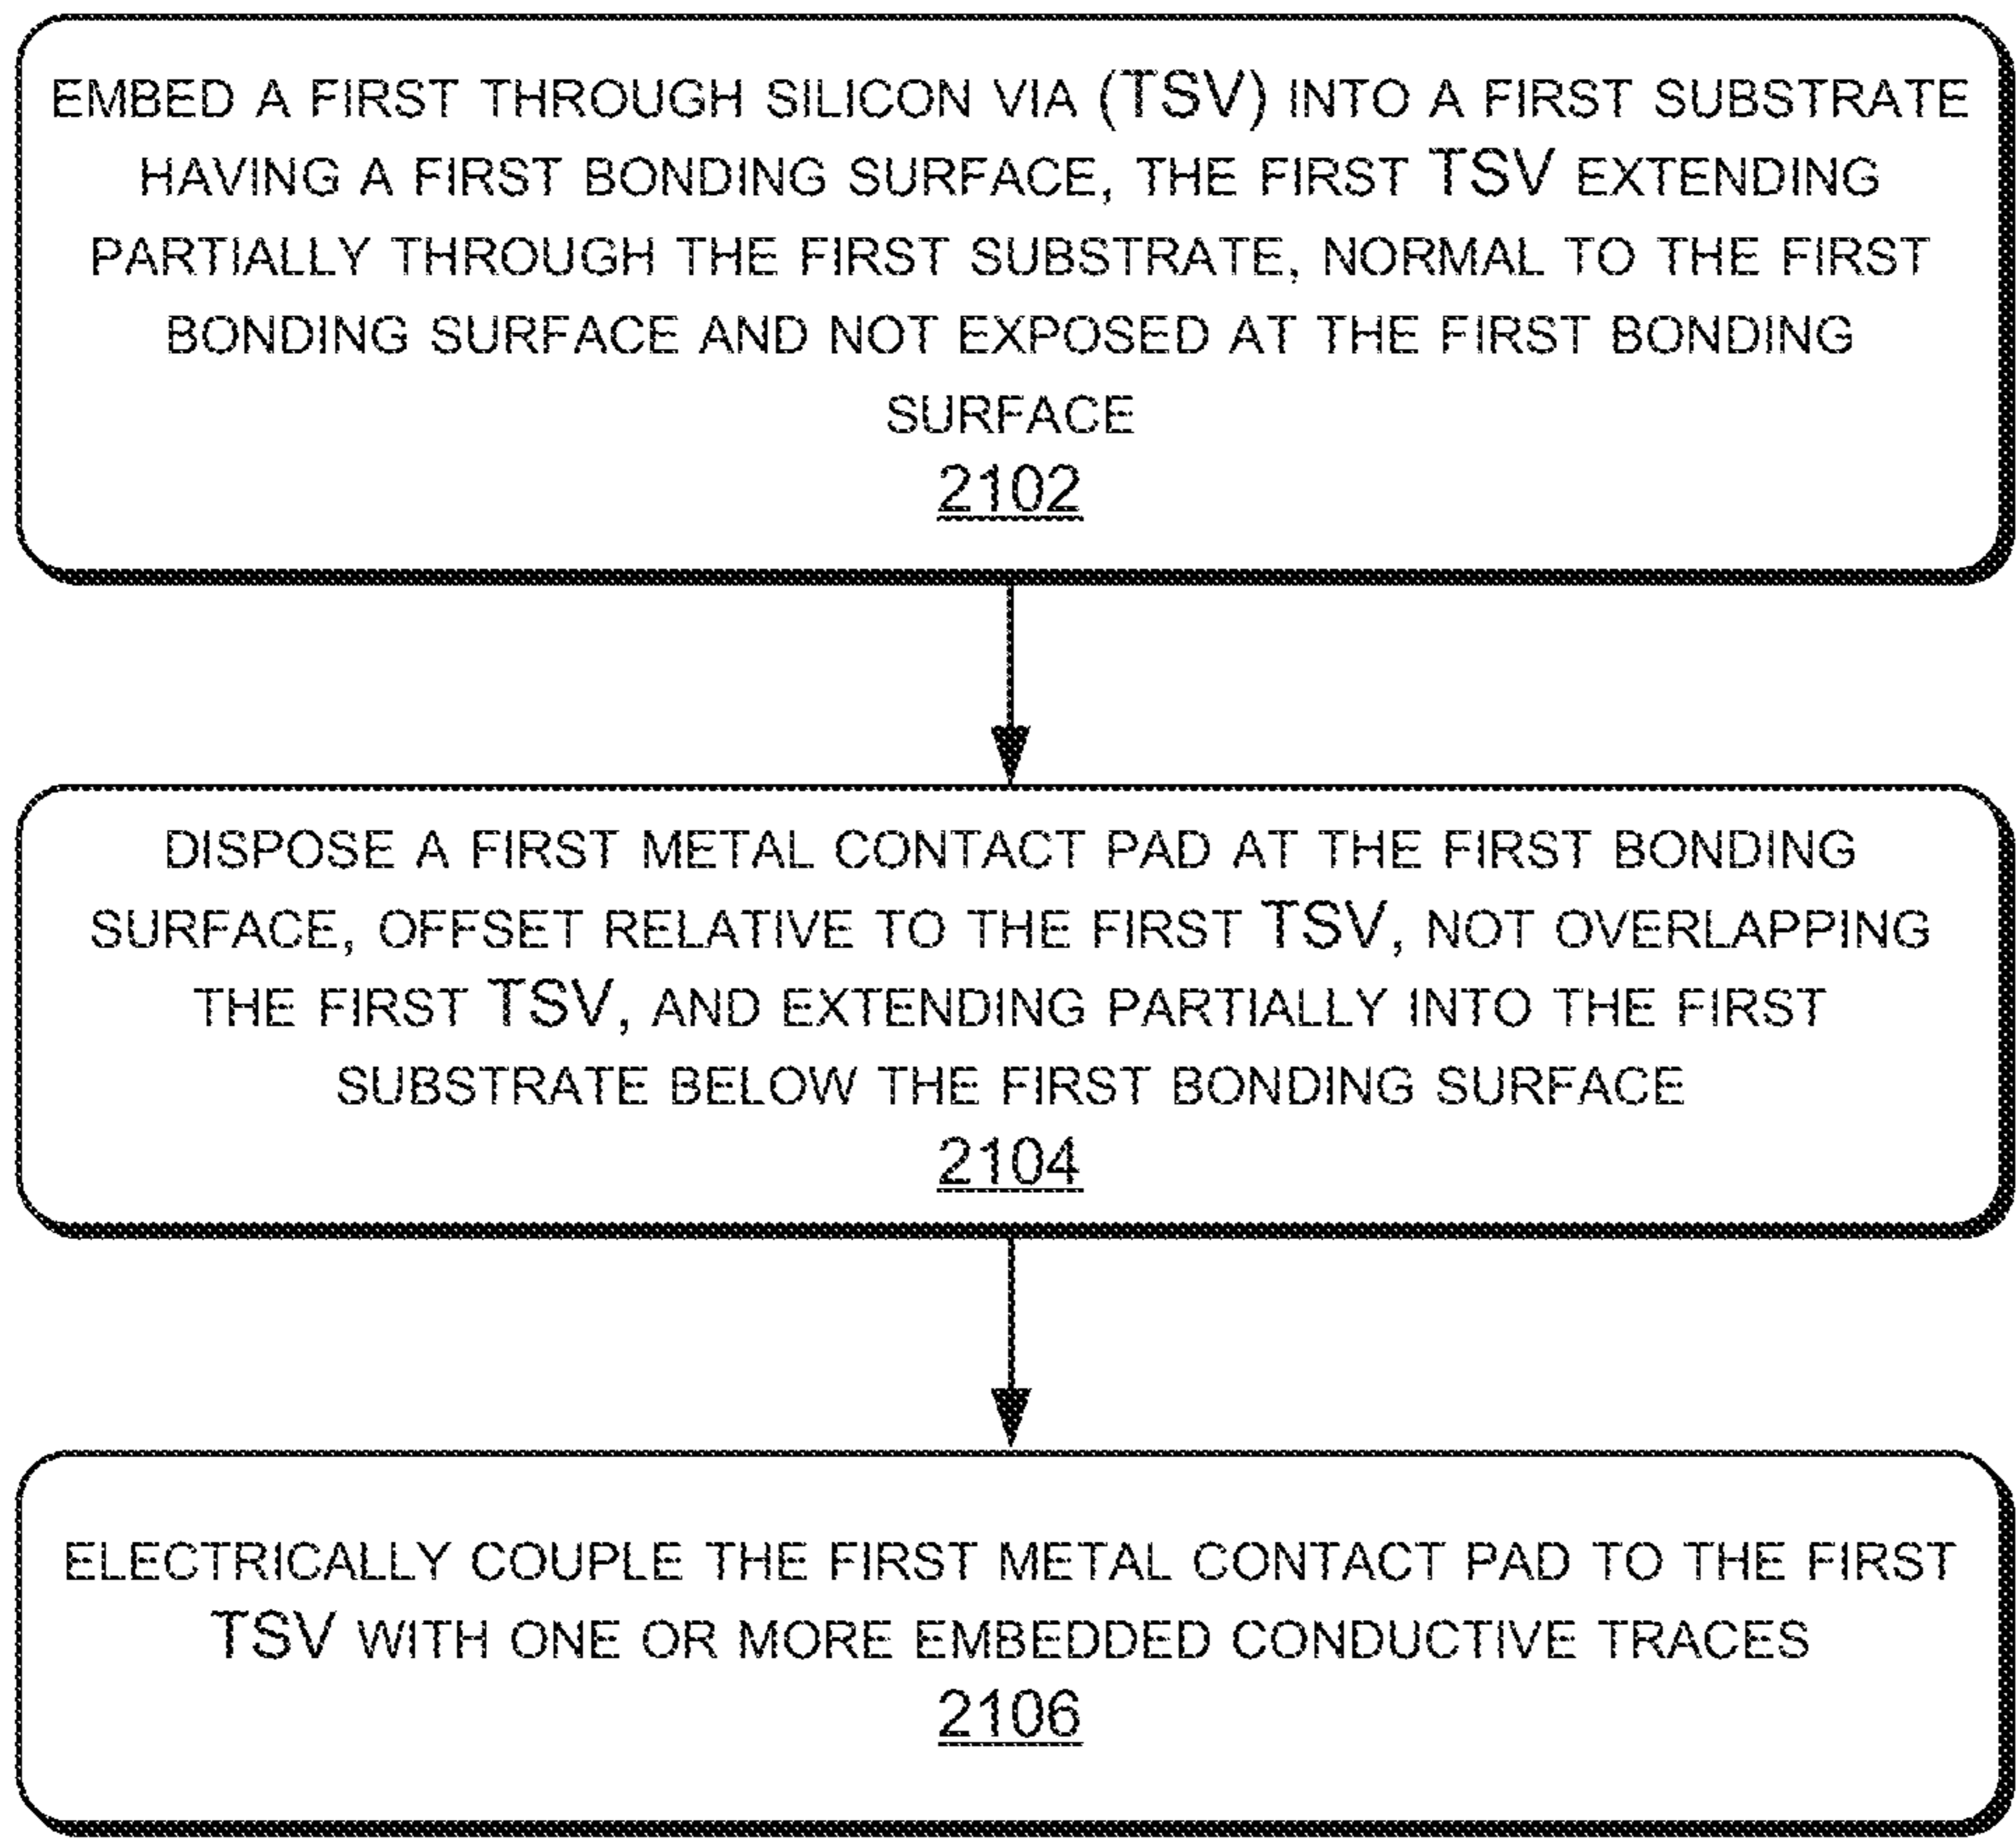 EMBED A FIRST THROUGH SILICON VIA (TSV) INTO A FIRST SUBSTRATE
HAVING A FIRST BONDING SURFACE, THE FIRST TSV EXTENDING
PARTIALLY THROUGH THE FIRST SUBSTRATE, NORMAL TO THE FIRST
BONDING SURFACE AND NOT EXPOSED AT THE FIRST BONDING
SURFACE
2102
DISPOSE A FIRST METAL CONTACT PAD AT THE FIRST BONDING
SURFACE, OFFSET RELATIVE TO THE FIRST TSV, NOT OVERLAPPING
THE FIRST TSV, AND EXTENDING PARTIALLY INTO THE FIRST
SUBSTRATE BELOW THE FIRST BONDING SURFACE
2104
ELECTRICALLY COUPLE THE FIRST METAL CONTACT PAD TO THE FIRST
TSV WITH ONE OR MORE EMBEDDED CONDUCTIVE TRACES
2106